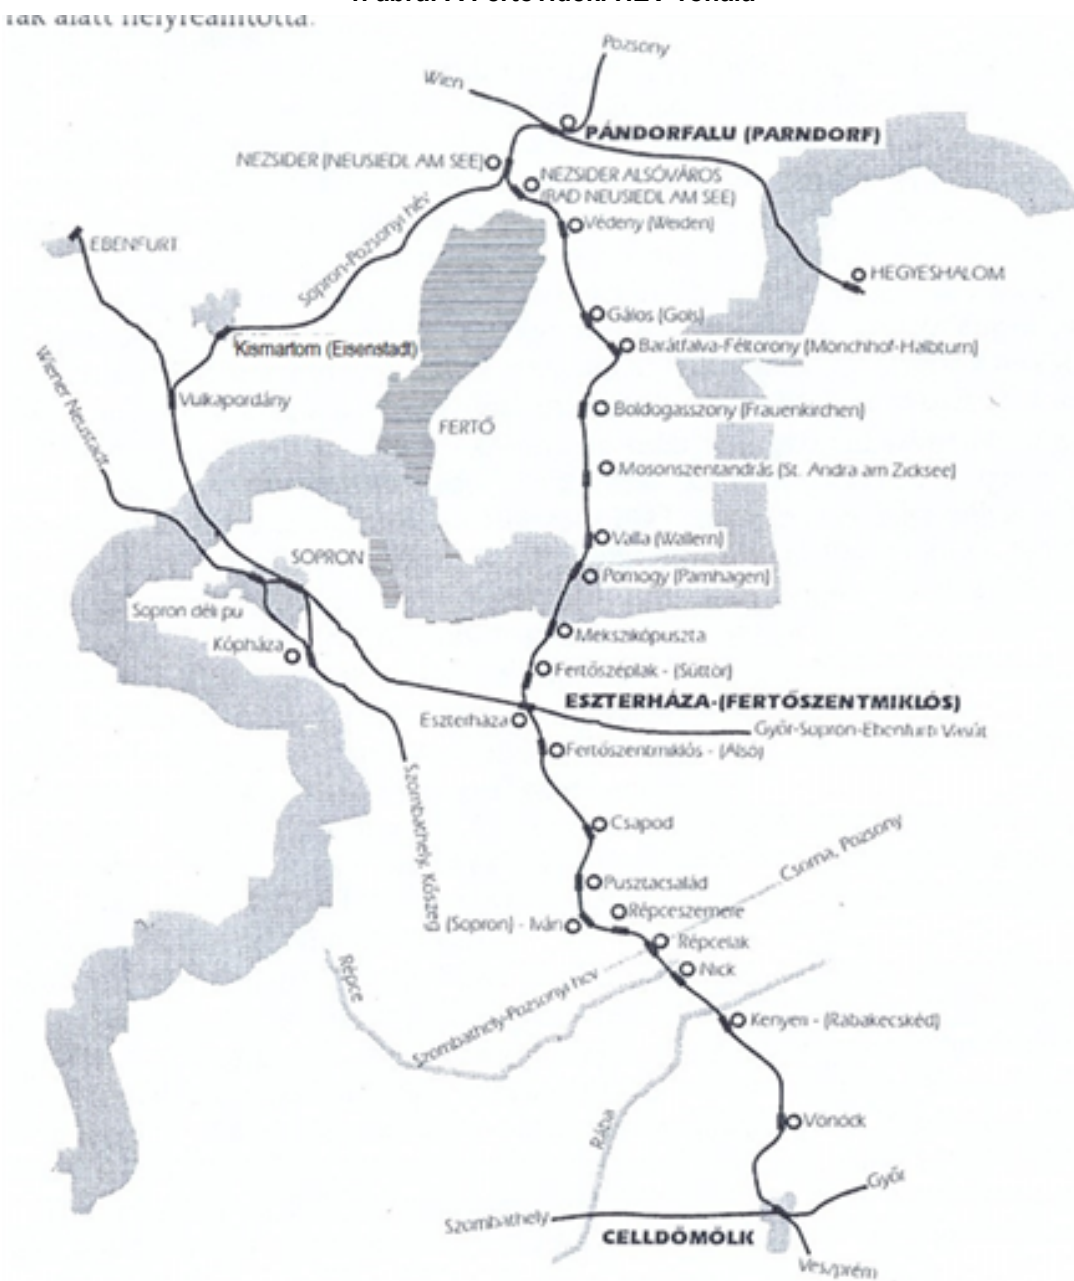 rák alatt helyreállította.
Pozsony
Wien
PÁNDORFALU (PARNDORF)
NEZSIDER (NEUSIEDL AM SEE)
NEZSIDER ALSÓVÁROS
(BAD NEUSIEDL AM SEE)
Védeny (Weiden)
Sopron-Pozsonyi hév
EBENFURT
HEGYESHALOM
Gálos (Gols)
Kismartom (Eisenstadt)
Barátfalva-Féltorony (Mönchhof-Halbturn)
Wiener Neustadt
Vulkapordány
Boldogasszony (Frauenkirchen)
FERTŐ
Mosonszentandrás (St. Andra am Zicksee)
Valla (Wallern)
SOPRON
Pomogy (Pamhagen)
Sopron déli pu
Mekszikópuszta
Kópháza
Fertőszéplak - (Süttör)
ESZTERHÁZA-(FERTŐSZENTMIKLÓS)
Eszterháza
Győr-Sopron-Ebenfurti Vasút
Fertőszentmiklós - (Alsó)
Szombathely, Kőszeg
Csapod
Csorna, Pozsony
Pusztacsalád
Répceszemere
(Sopron) - Iván
Répcelak
Répce
Nick
Szombathely-Pozsonyi hév
Kenyeri - (Rábakecskéd)
Rába
Vönöck
Győr
Szombathely
CELLDÖMÖLK
Veszprém